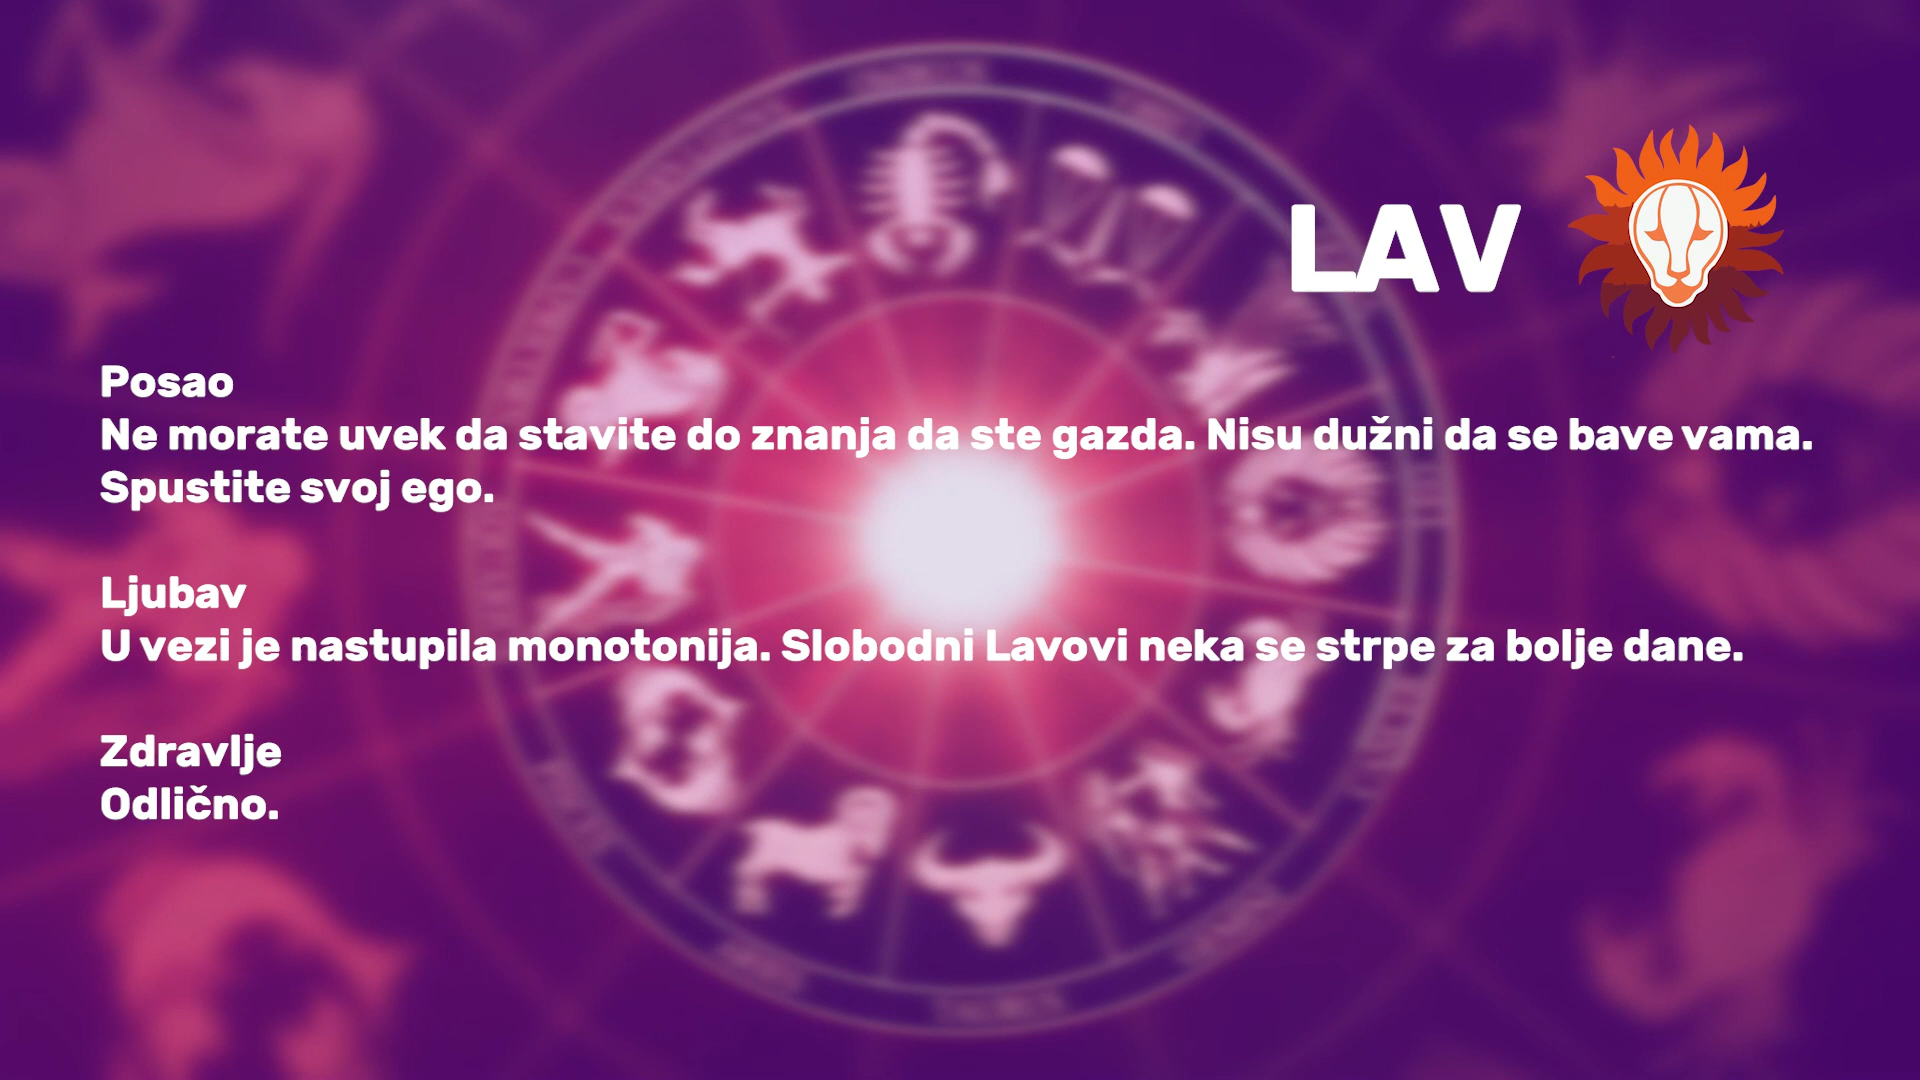 LAV
Posao
Ne morate uvek da stavite do znanja da ste gazda. Nisu dužni da se bave vama.
Spustite svoj ego.
Ljubav
U vezi je nastupila monotonija. Slobodni Lavovi neka se strpe za bolje dane.
Zdravlje
Odlično.